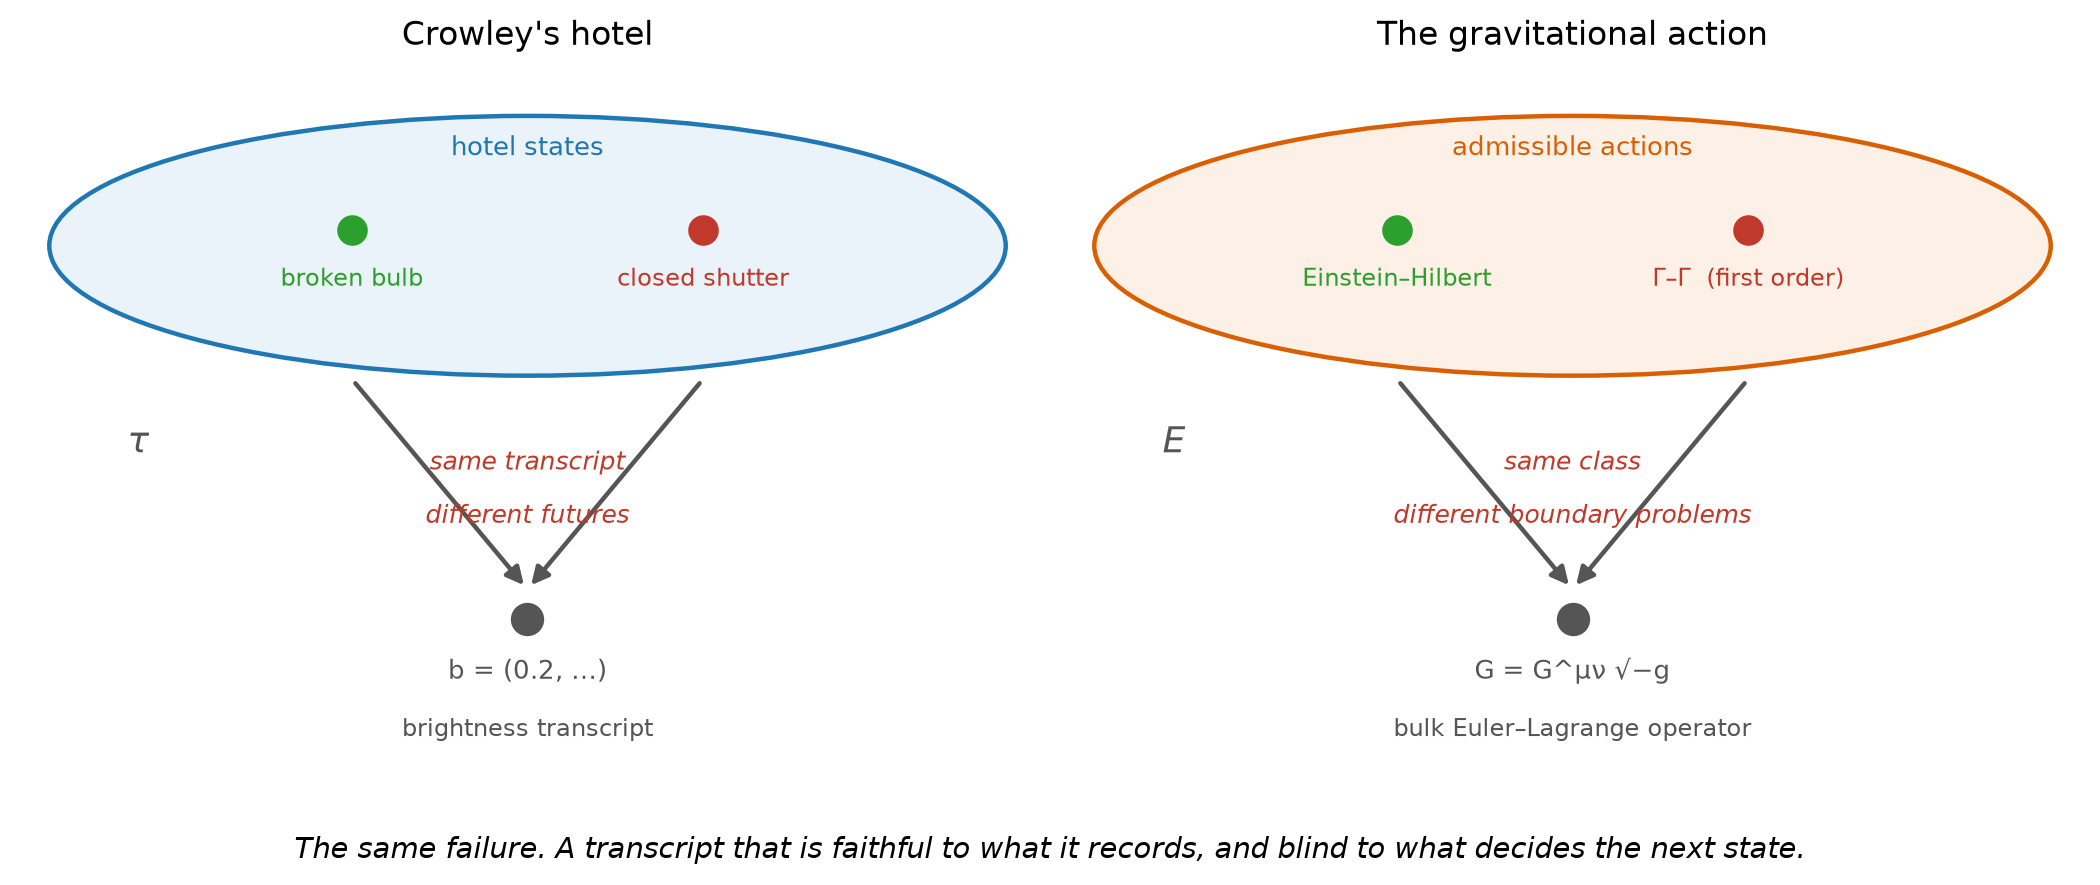 Crowley's hotel
hotel states
broken bulb
closed shutter
τ
same transcript
different futures
b = (0.2, …)
brightness transcript
The gravitational action
admissible actions
Einstein–Hilbert
Γ–Γ (first order)
E
same class
different boundary problems
G = G^μν √−g
bulk Euler–Lagrange operator
The same failure. A transcript that is faithful to what it records, and blind to what decides the next state.